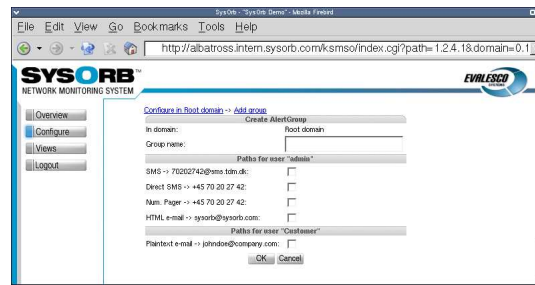 SysOrb - "SysOrb Demo" - Mozilla Firebird
File Edit View Go Bookmarks Tools Help
http://albatross.intern.sysorb.com/ksmso/index.cgi?path=1.2.4.1&domain=0.1
SYSORB™
NETWORK MONITORING SYSTEM
EVALESCO
SYSTEMS
Overview
Configure
Views
Logout
Configure in Root domain -> Add group
Create AlertGroup
In domain: Root domain
Group name:
Paths for user "admin"
SMS -> 70202742@sms.tdm.dk:
Direct SMS -> +45 70 20 27 42:
Num. Pager -> +45 70 20 27 42:
HTML e-mail -> sysorb@sysorb.com:
Paths for user "Customer"
Plaintext e-mail -> johndoe@company.com:
OK Cancel